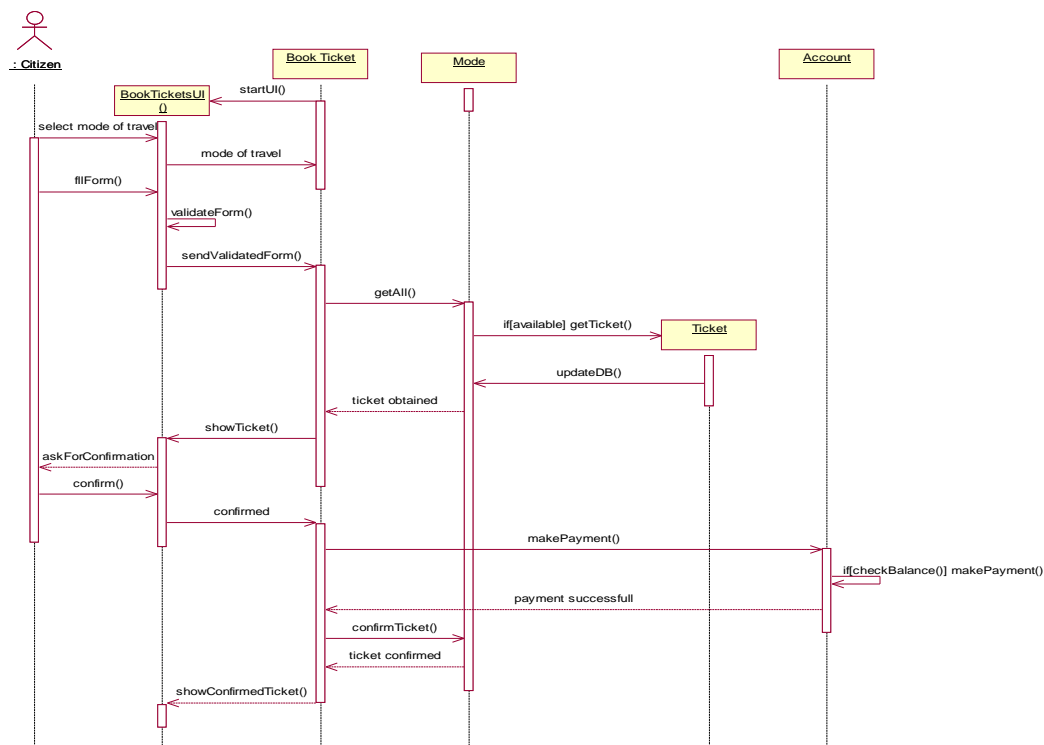 : Citizen
Book Ticket
Mode
Account
BookTicketsUI
()
startUI()
select mode of travel
mode of travel
fllForm()
validateForm()
sendValidatedForm()
getAll()
if[available] getTicket()
Ticket
updateDB()
ticket obtained
showTicket()
askForConfirmation
confirm()
confirmed
makePayment()
if[checkBalance()] makePayment()
payment successfull
confirmTicket()
ticket confirmed
showConfirmedTicket()